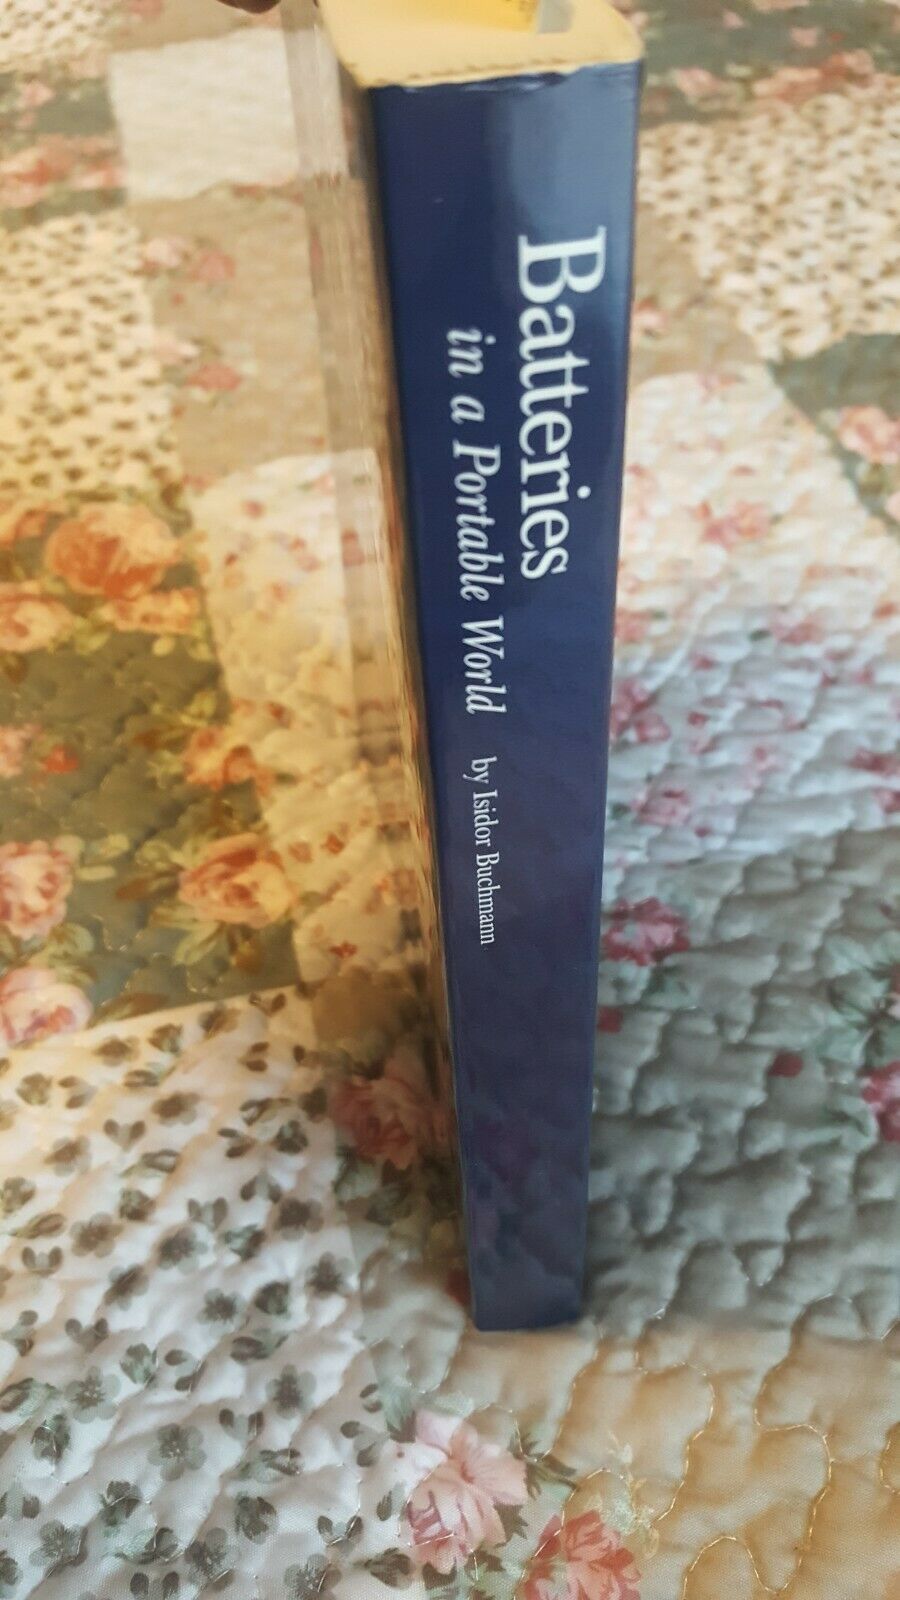 Batteries
in a Portable World
by Isidor Buchmann